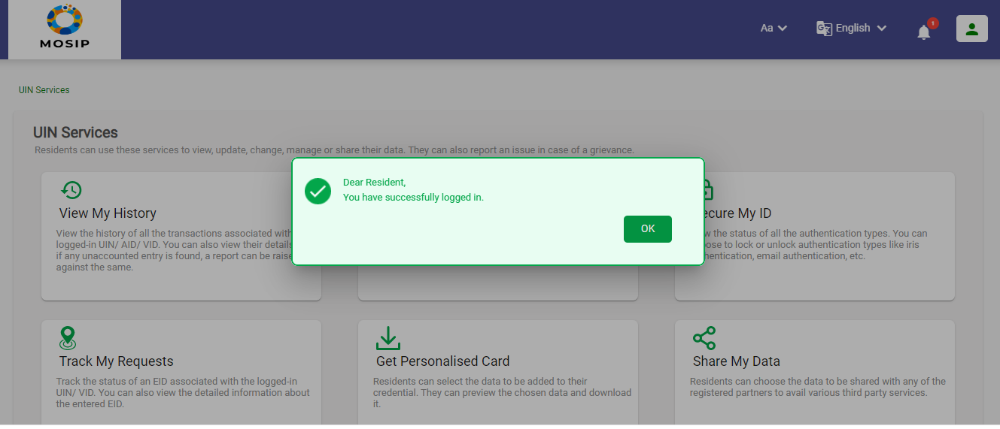 MOSIP
Aa
English
1
UIN Services
UIN Services
Residents can use these services to view, update, change, manage or share their data. They can also report an issue in case of a grievance.
Dear Resident,
You have successfully logged in.
OK
View My History
View the history of all the transactions associated with
logged-in UIN/ AID/ VID. You can also view their details
if any unaccounted entry is found, a report can be raise
against the same.
ecure My ID
w the status of all the authentication types. You can
ose to lock or unlock authentication types like iris
hentication, email authentication, etc.
Track My Requests
Track the status of an EID associated with the logged-in
UIN/ VID. You can also view the detailed information about
the entered EID.
Get Personalised Card
Residents can select the data to be added to their
credential. They can preview the chosen data and download
it.
Share My Data
Residents can choose the data to be shared with any of the
registered partners to avail various third party services.